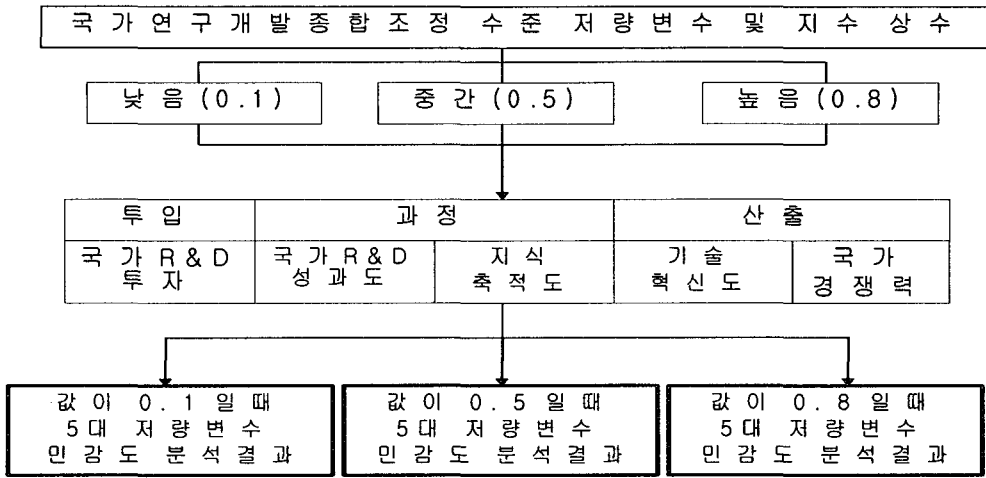 국가연구개발종합조정 수준 저량변수 및 지수 상수
낮음(0.1)
중간(0.5)
높음(0.8)
투입
과정
산출
국가R&D
투자
국가R&D
성과도
지식
축적도
기술
혁신도
국가
경쟁력
값이 0.1일때
5대 저량변수
민감도 분석결과
값이 0.5일때
5대 저량변수
민감도 분석결과
값이 0.8일때
5대 저량변수
민감도 분석결과